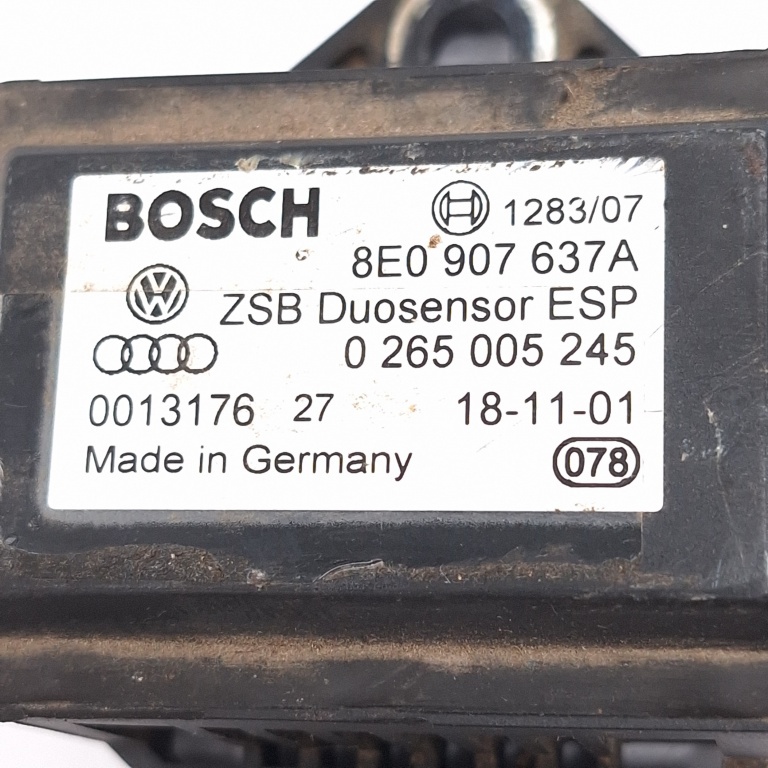 BOSCH 1283/07
8E0 907 637A
ZSB Duosensor ESP
0 265 005 245
0013176 27 18-11-01
Made in Germany 078